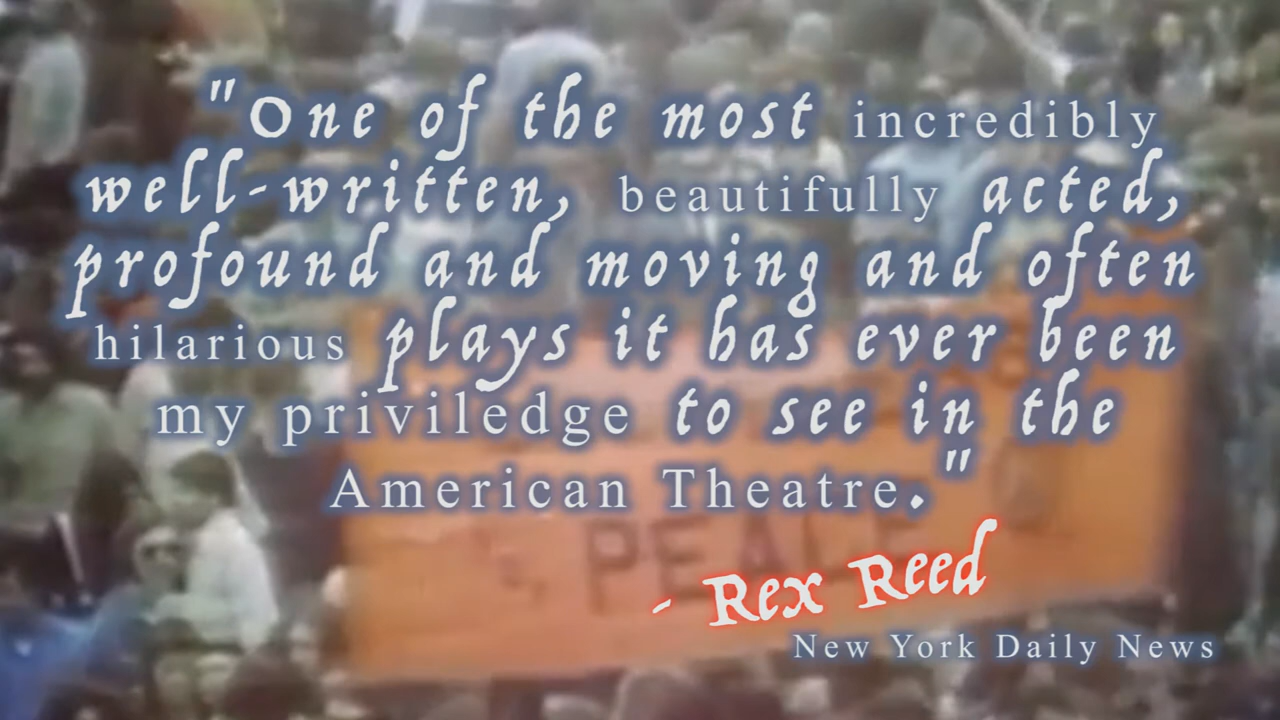 "One of the most incredibly
well-written, beautifully acted,
profound and moving and often
hilarious plays it has ever been
my priviledge to see in the
American Theatre."
- Rex Reed
New York Daily News
PEACE